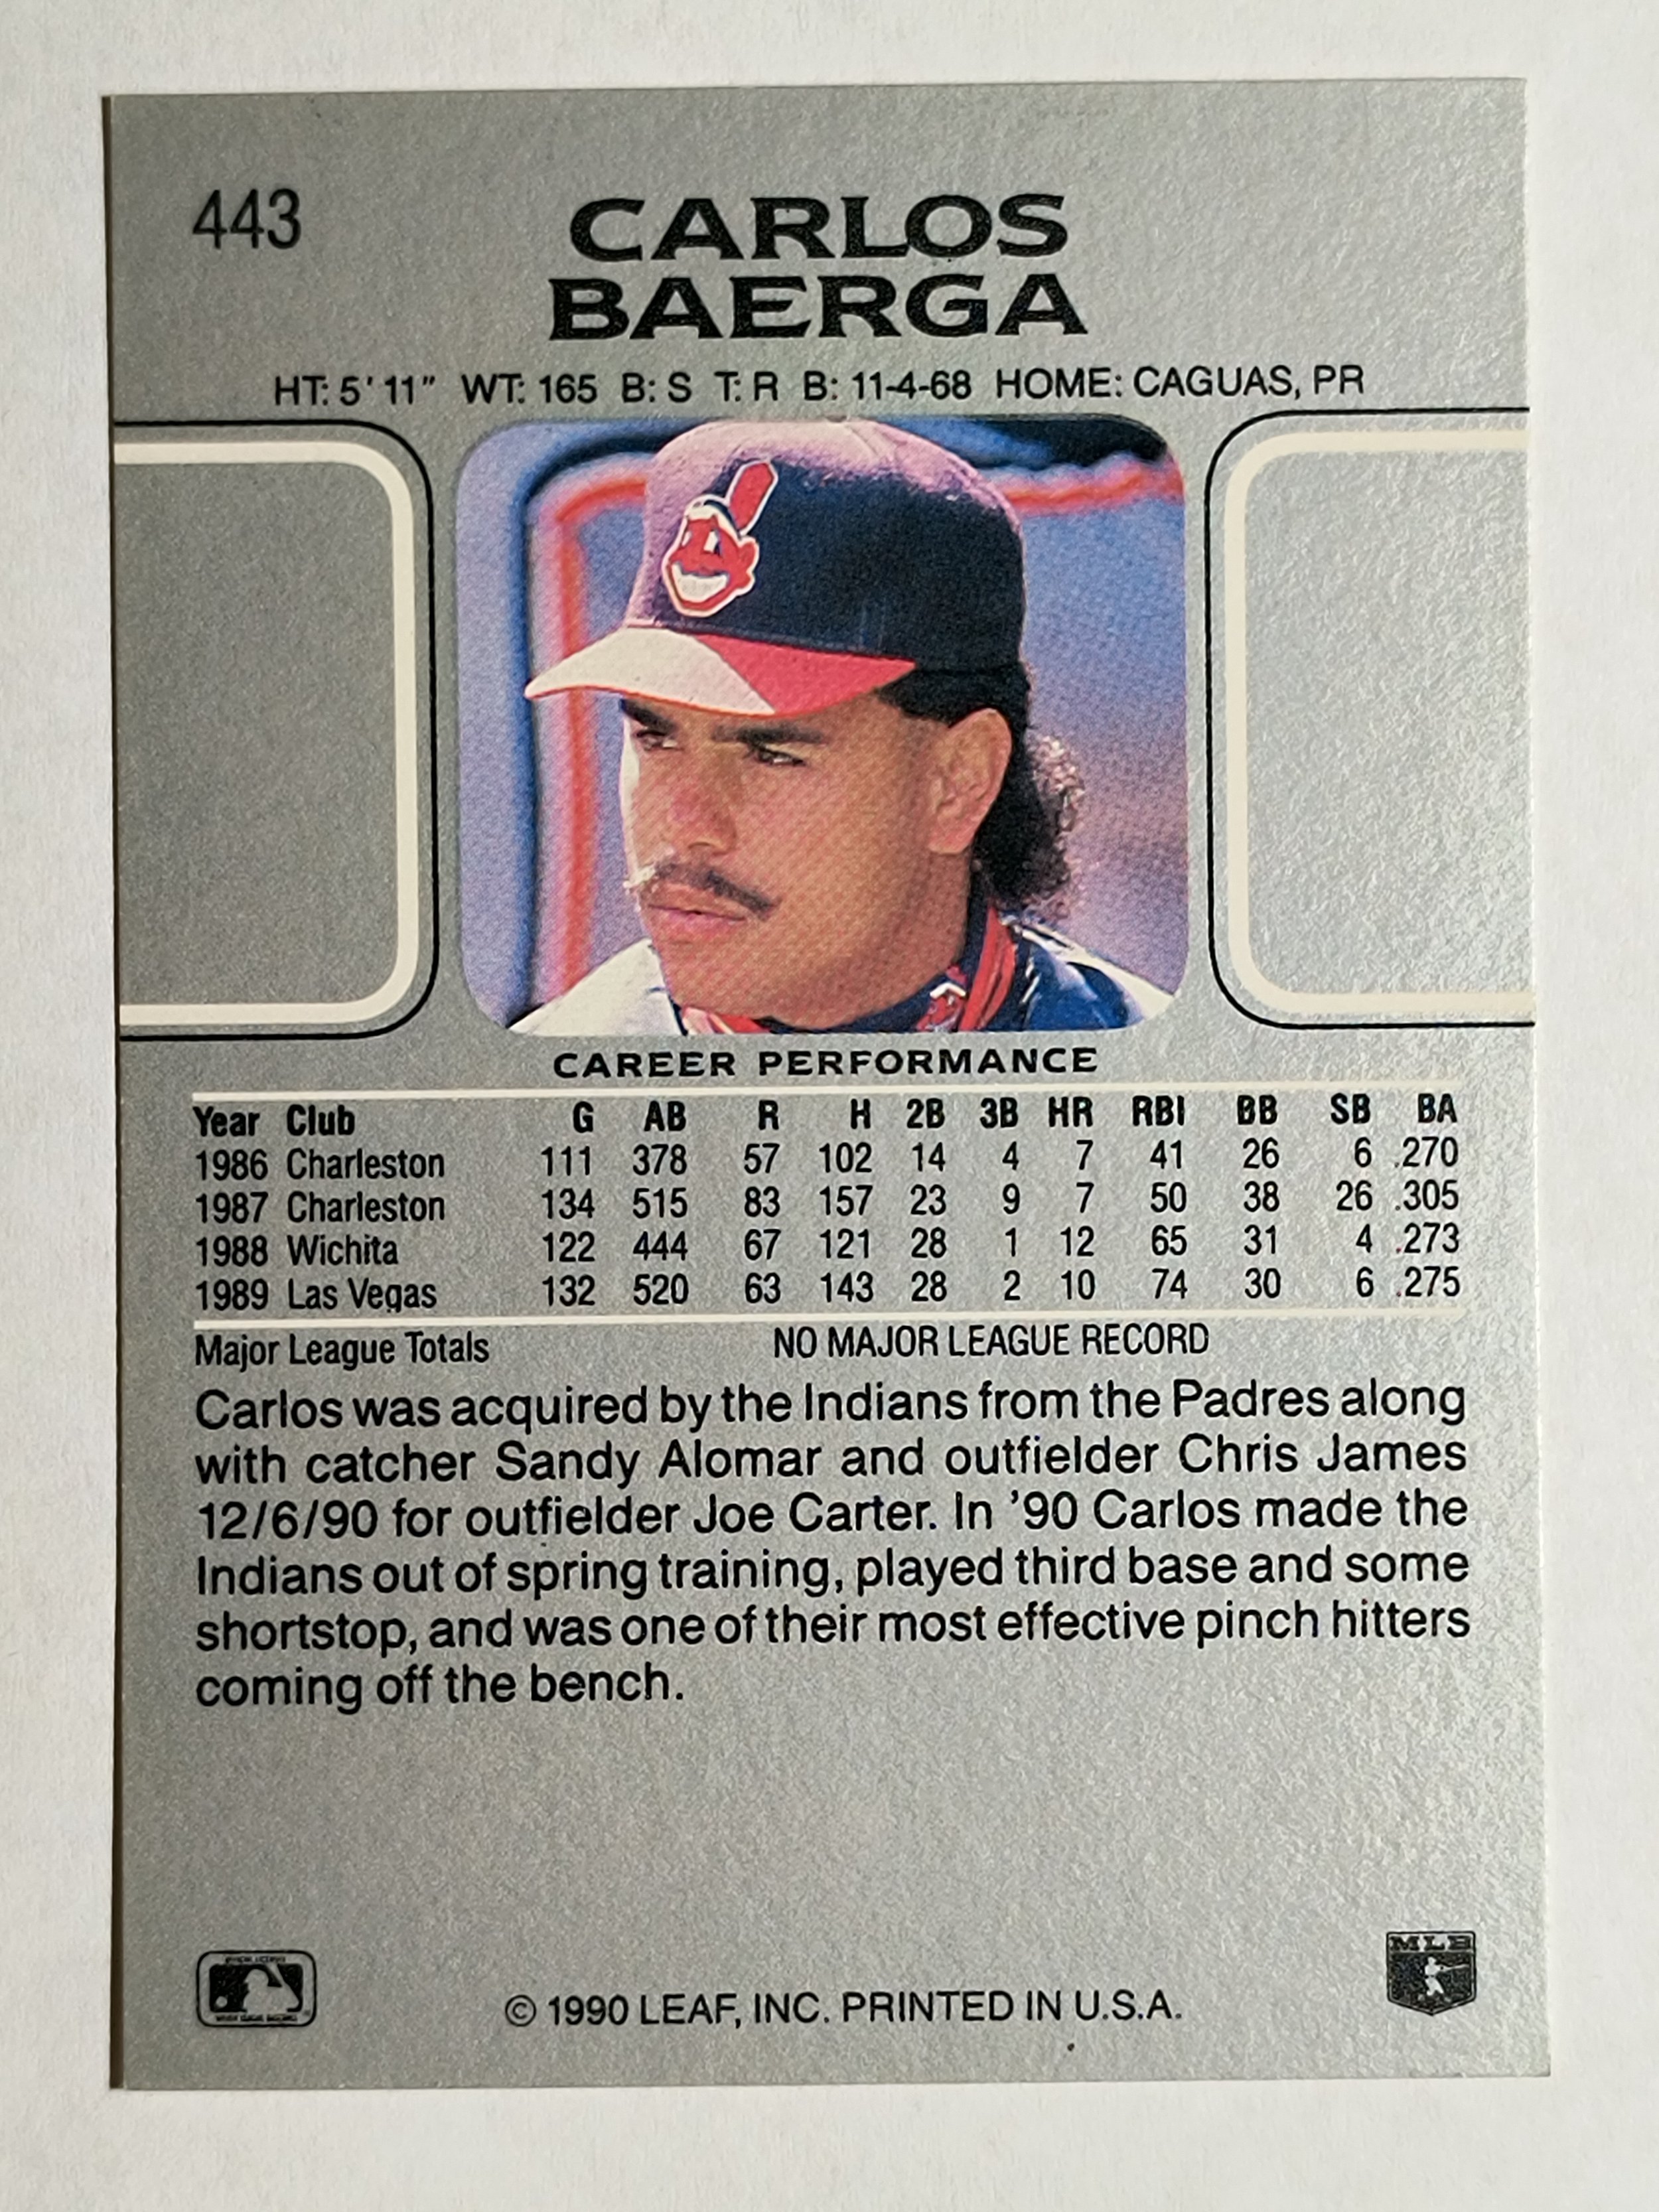 443
CARLOS
BAERGA
HT: 5' 11" WT: 165 B: S T: R B: 11-4-68 HOME: CAGUAS, PR
CAREER PERFORMANCE
Year Club G AB R H 2B 3B HR RBI BB SB BA
1986 Charleston 111 378 57 102 14 4 7 41 26 6 .270
1987 Charleston 134 515 83 157 23 9 7 50 38 26 .305
1988 Wichita 122 444 67 121 28 1 12 65 31 4 .273
1989 Las Vegas 132 520 63 143 28 2 10 74 30 6 .275
Major League Totals NO MAJOR LEAGUE RECORD
Carlos was acquired by the Indians from the Padres along
with catcher Sandy Alomar and outfielder Chris James
12/6/90 for outfielder Joe Carter. In ’90 Carlos made the
Indians out of spring training, played third base and some
shortstop, and was one of their most effective pinch hitters
coming off the bench.
MLB
© 1990 LEAF, INC. PRINTED IN U.S.A.